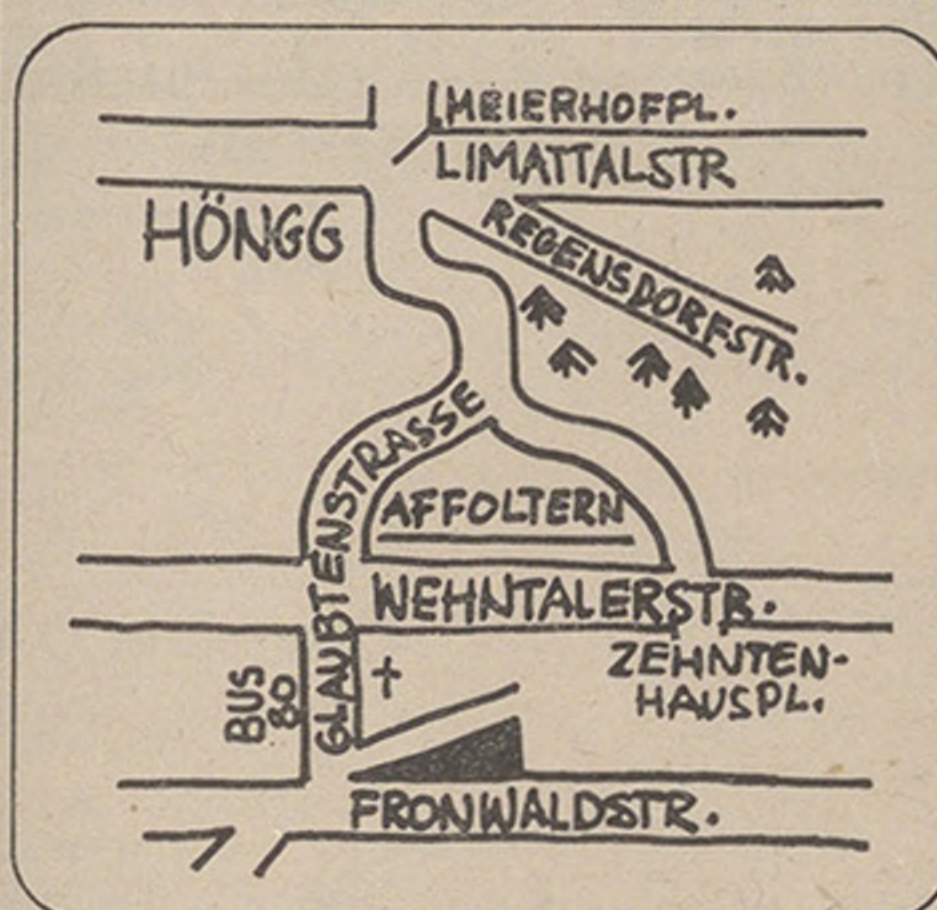 MEIERHOFPL.
LIMATTALSTR
HÖNGG
REGENSDORFSTR.
GLAUBTENSTRASSE
AFFOLTERN
WEHNTALERSTR.
ZEHNTEN-
HAUSPL.
BUS
80
FRONWALDSTR.